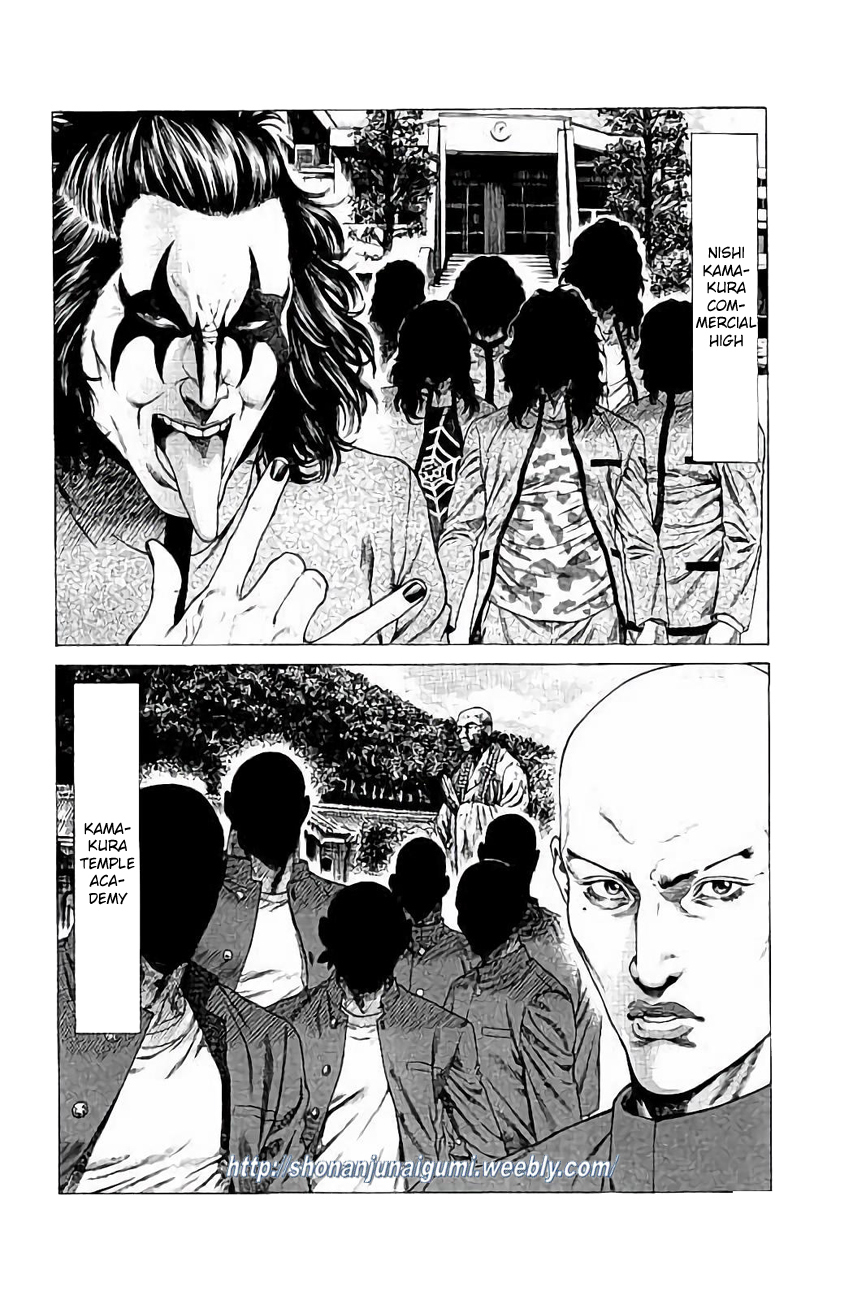 NISHI
KAMA-
KURA
COM-
MERCIAL
HIGH
KAMA-
KURA
TEMPLE
ACA-
DEMY
http://shonanjunaigumi.weebly.com/